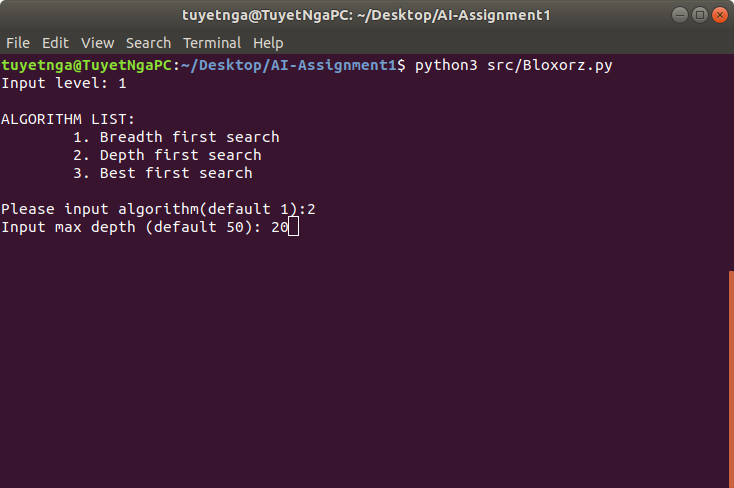 tuyetnga@TuyetNgaPC: ~/Desktop/AI-Assignment1
File Edit View Search Terminal Help
tuyetnga@TuyetNgaPC:~/Desktop/AI-Assignment1$ python3 src/Bloxorz.py
Input level: 1
ALGORITHM LIST:
1. Breadth first search
2. Depth first search
3. Best first search
Please input algorithm(default 1):2
Input max depth (default 50): 20